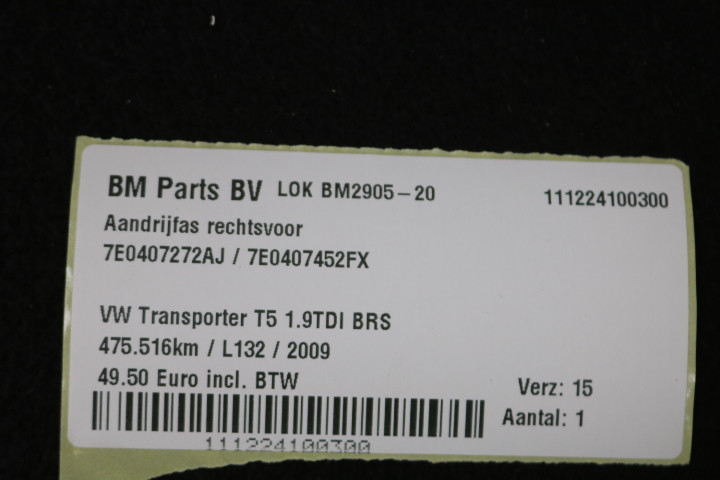 BM Parts BV LOK BM2905-20 111224100300
Aandrijfas rechtsvoor
7E0407272AJ / 7E0407452FX
VW Transporter T5 1.9TDI BRS
475.516km / L132 / 2009
49.50 Euro incl. BTW
Verz: 15
Aantal: 1
111224100300